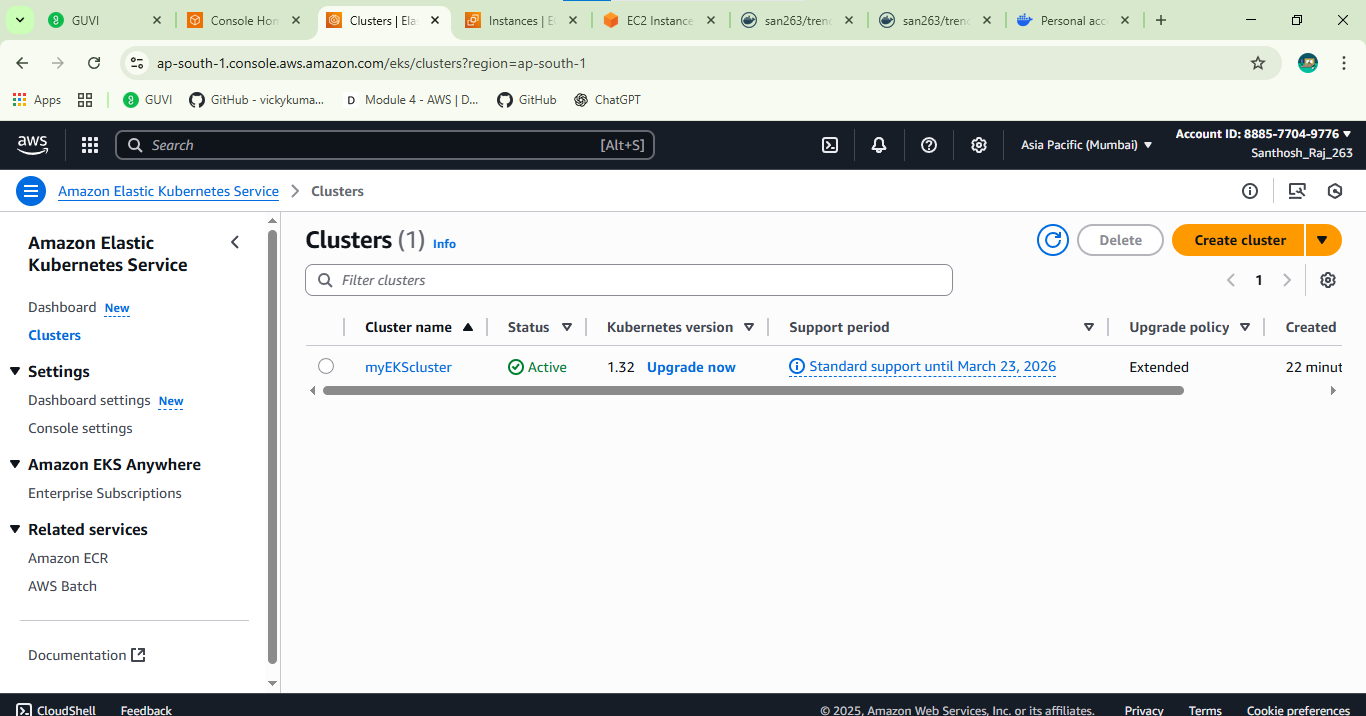 GUVI
Console Hon
Clusters | Ela
Instances | E
EC2 Instance
san263/trend
san263/trend
Personal acc
ap-south-1.console.aws.amazon.com/eks/clusters?region=ap-south-1
Apps
GUVI
GitHub - vickykuma...
D Module 4 - AWS | D...
GitHub
ChatGPT
aws
Search
[Alt+S]
Asia Pacific (Mumbai)
Account ID: 8885-7704-9776
Santhosh_Raj_263
Amazon Elastic Kubernetes Service
Clusters
Amazon Elastic
Kubernetes Service
Dashboard New
Clusters
Settings
Dashboard settings New
Console settings
Amazon EKS Anywhere
Enterprise Subscriptions
Related services
Amazon ECR
AWS Batch
Documentation
Clusters (1) Info
Delete
Create cluster
Filter clusters
1
Cluster name Status Kubernetes version Support period Upgrade policy Created
myEKScluster Active 1.32 Upgrade now Standard support until March 23, 2026 Extended 22 minut
CloudShell Feedback © 2025, Amazon Web Services, Inc. or its affiliates. Privacy Terms Cookie preferences